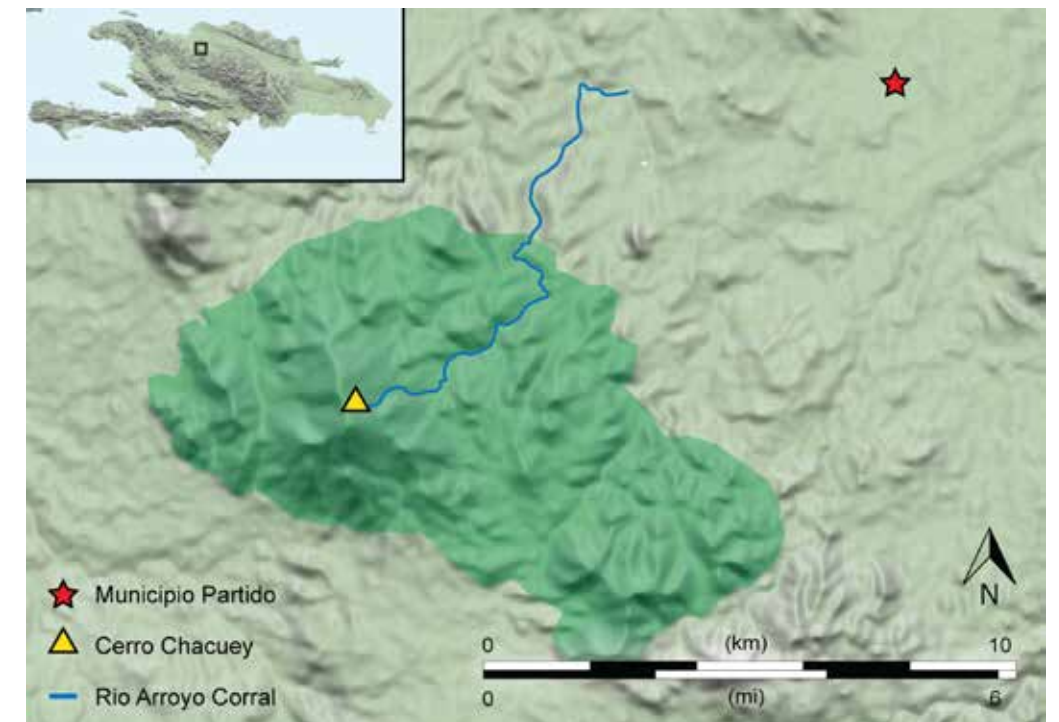 Municipio Partido
Cerro Chacuey
Rio Arroyo Corral
N
0 (km) 10
0 (mi) 6